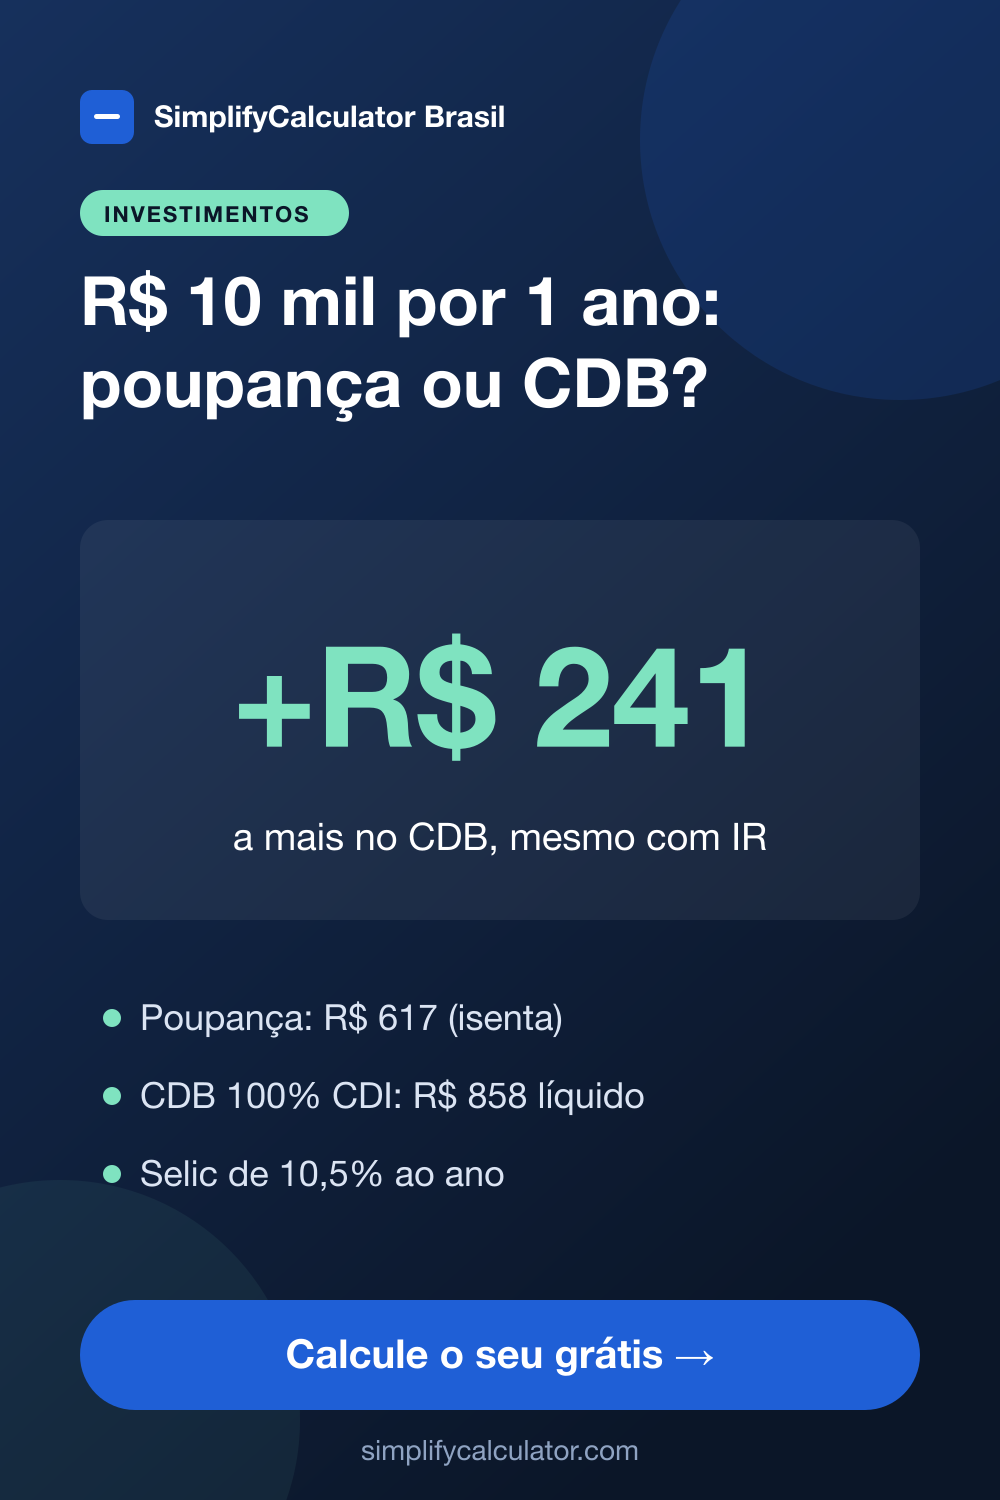 SimplifyCalculator Brasil
INVESTIMENTOS
R$ 10 mil por 1 ano:
poupança ou CDB?
+R$ 241
a mais no CDB, mesmo com IR
Poupança: R$ 617 (isenta)
CDB 100% CDI: R$ 858 líquido
Selic de 10,5% ao ano
Calcule o seu grátis →
simplifycalculator.com